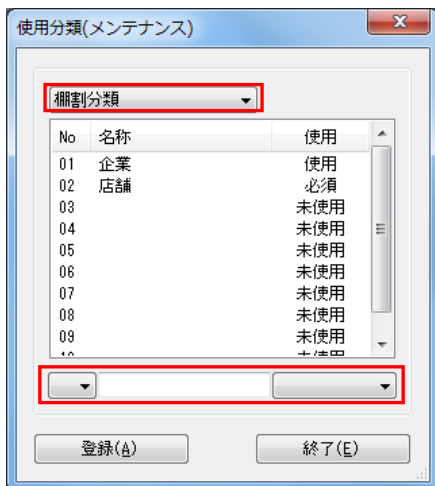 使用分類(メンテナンス)
棚割分類
No 名称 使用
01 企業 使用
02 店舗 必須
03 未使用
04 未使用
05 未使用
06 未使用
07 未使用
08 未使用
09 未使用
登録(A) 終了(E)